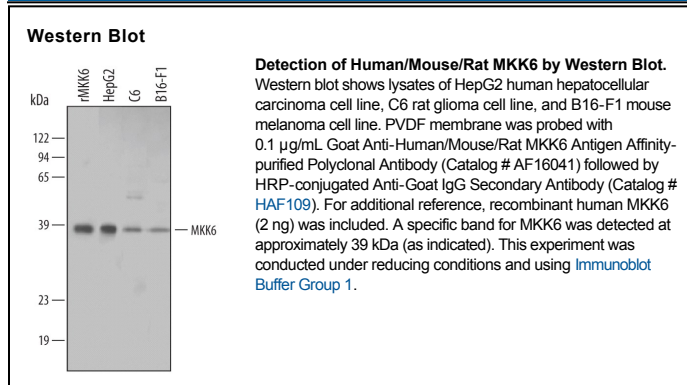 Western Blot
rMKK6
HepG2
C6
B16-F1
kDa
122
94
65
39
23
19
MKK6
Detection of Human/Mouse/Rat MKK6 by Western Blot.
Western blot shows lysates of HepG2 human hepatocellular
carcinoma cell line, C6 rat glioma cell line, and B16-F1 mouse
melanoma cell line. PVDF membrane was probed with
0.1 µg/mL Goat Anti-Human/Mouse/Rat MKK6 Antigen Affinity-
purified Polyclonal Antibody (Catalog # AF16041) followed by
HRP-conjugated Anti-Goat IgG Secondary Antibody (Catalog #
HAF109). For additional reference, recombinant human MKK6
(2 ng) was included. A specific band for MKK6 was detected at
approximately 39 kDa (as indicated). This experiment was
conducted under reducing conditions and using Immunoblot
Buffer Group 1.